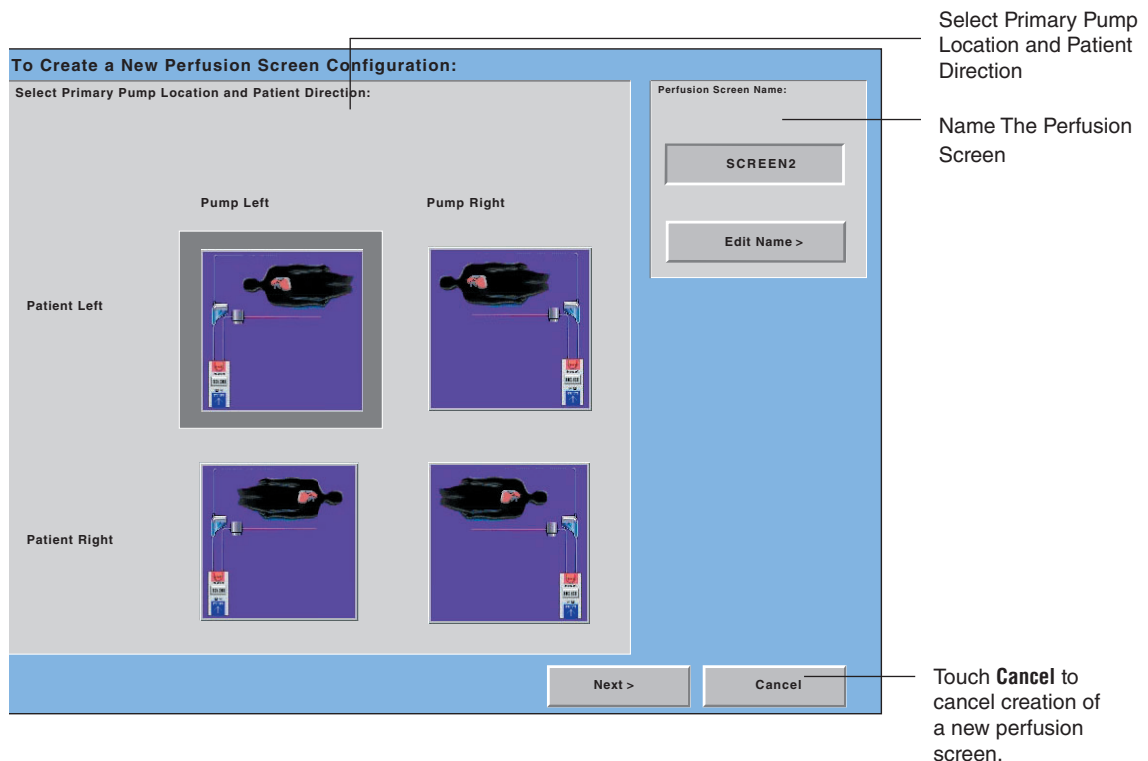 Select Primary Pump
Location and Patient
Direction
To Create a New Perfusion Screen Configuration:
Select Primary Pump Location and Patient Direction:
Perfusion Screen Name:
Name The Perfusion
Screen
SCREEN2
Pump Left
Pump Right
Edit Name >
Patient Left
Patient Right
Next >
Cancel
Touch Cancel to
cancel creation of
a new perfusion
screen.